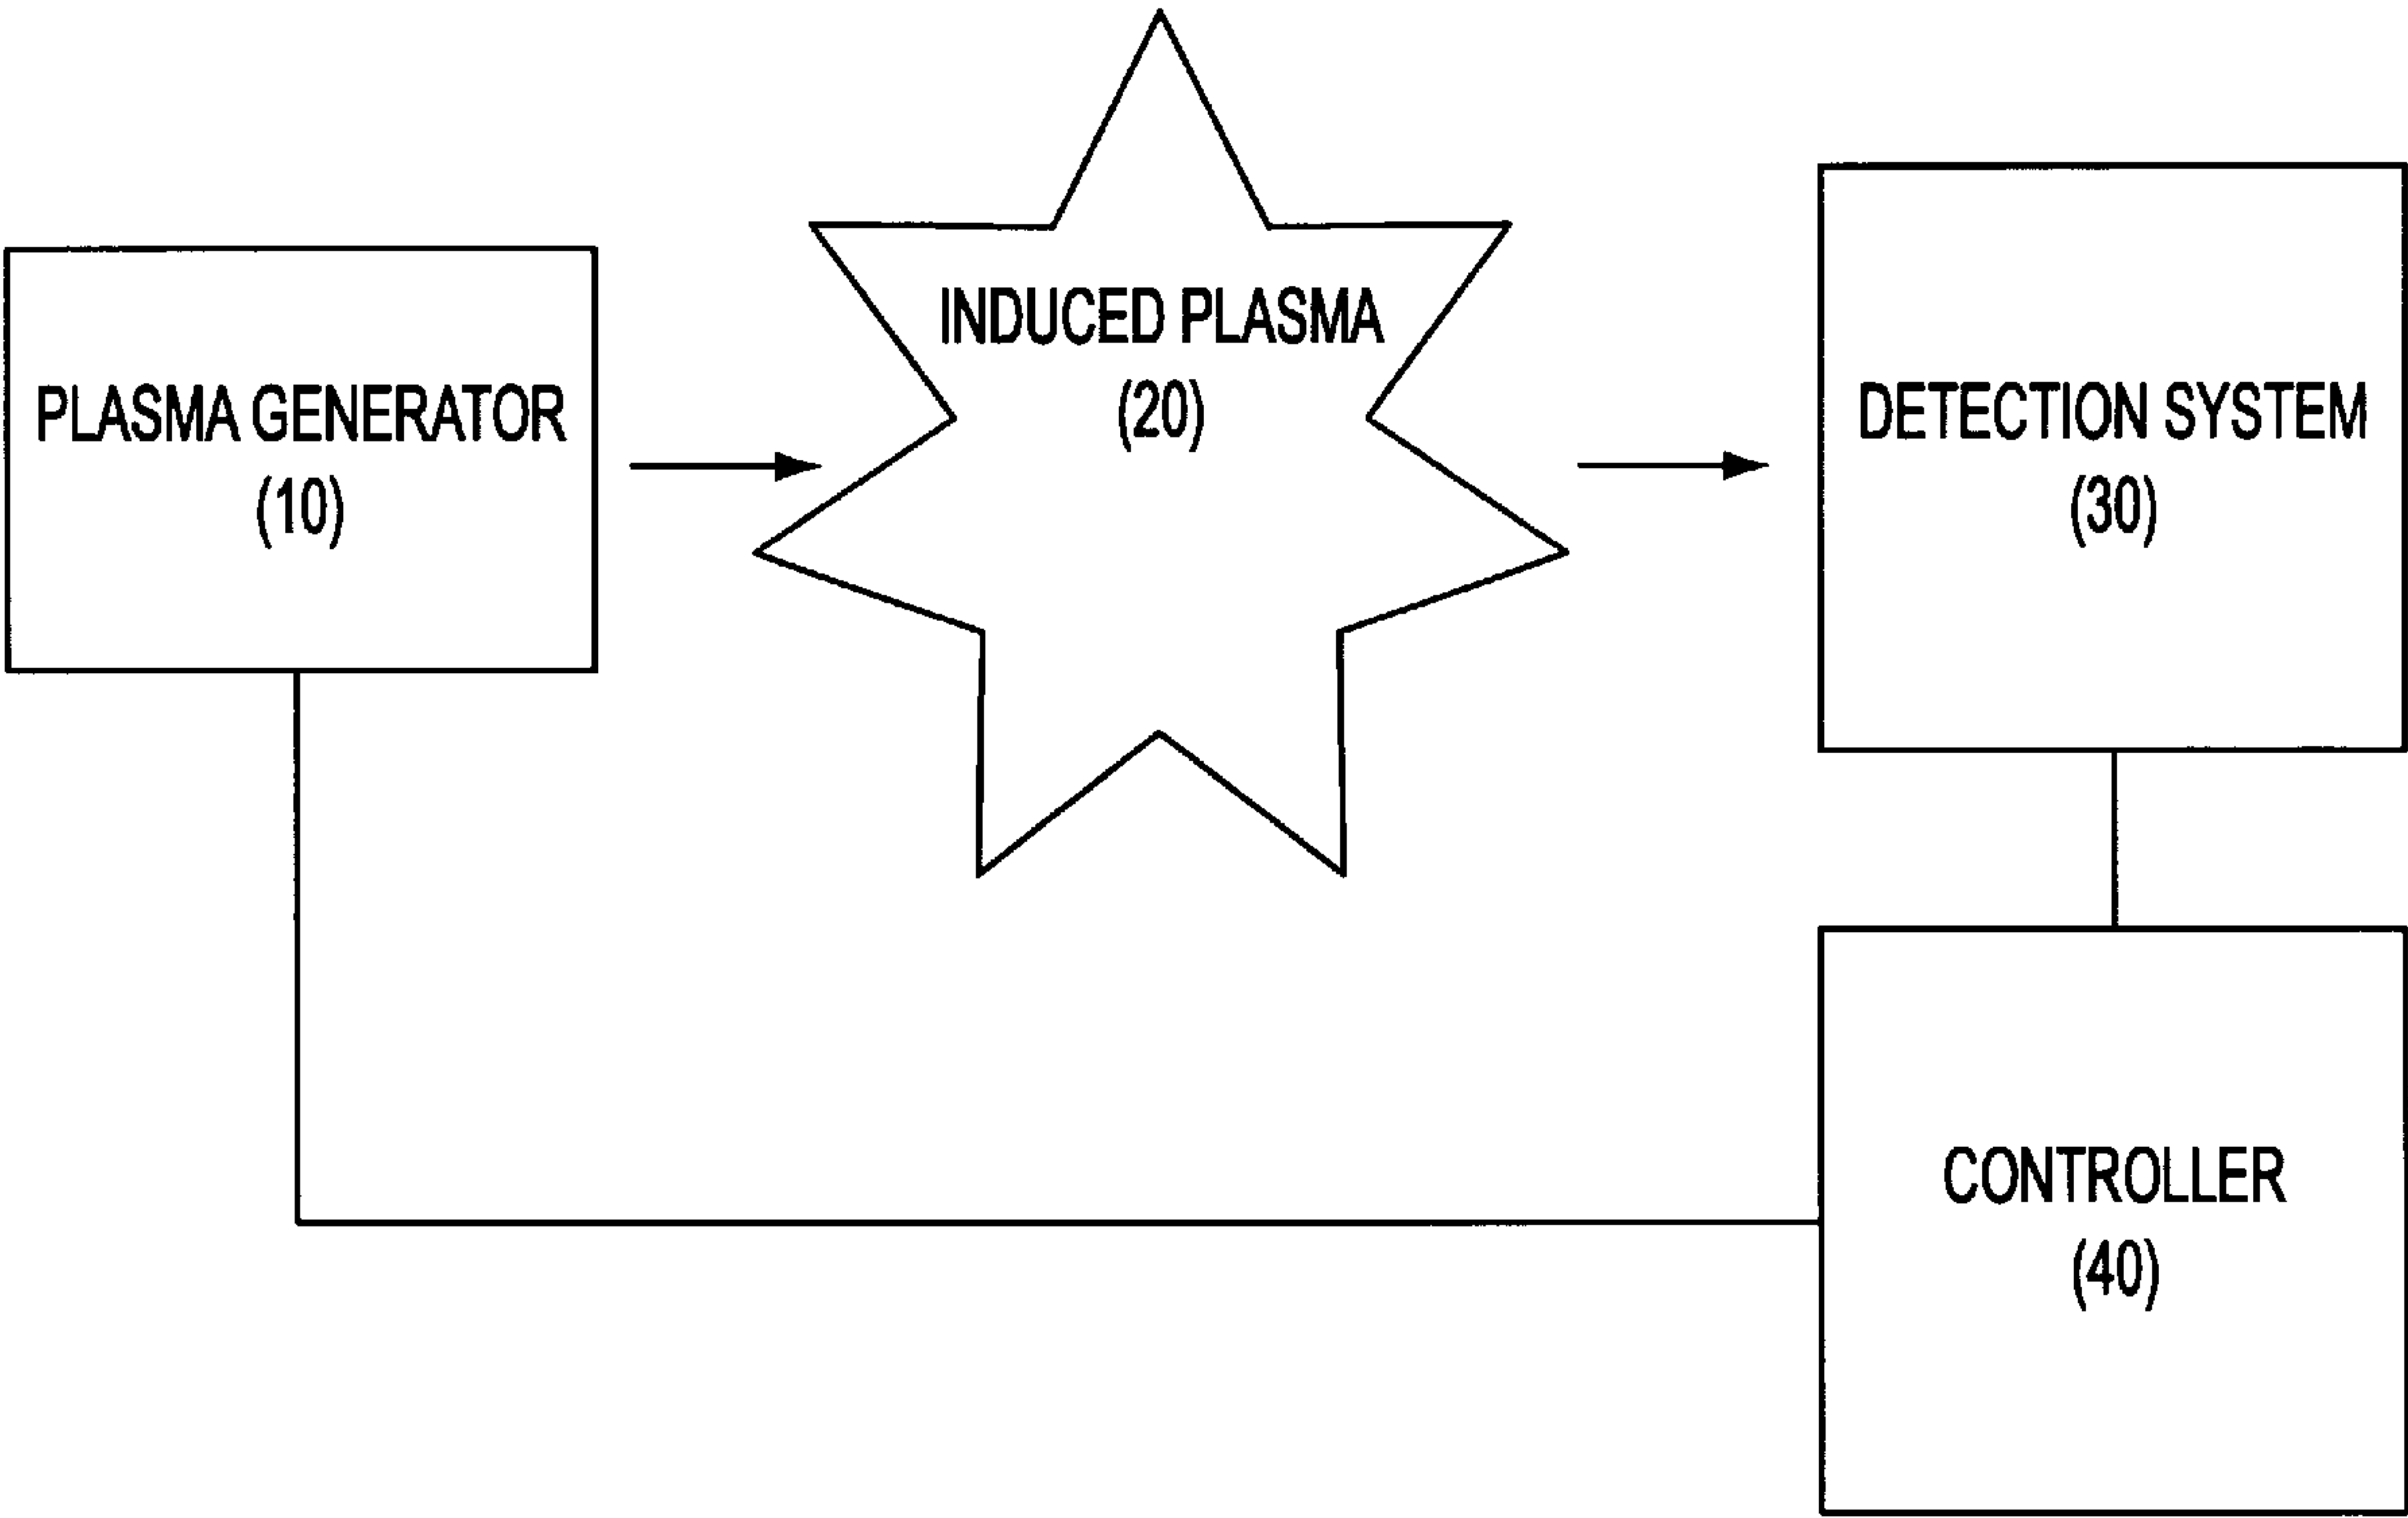 PLASMA GENERATOR
(10)
INDUCED PLASMA
(20)
DETECTION SYSTEM
(30)
CONTROLLER
(40)